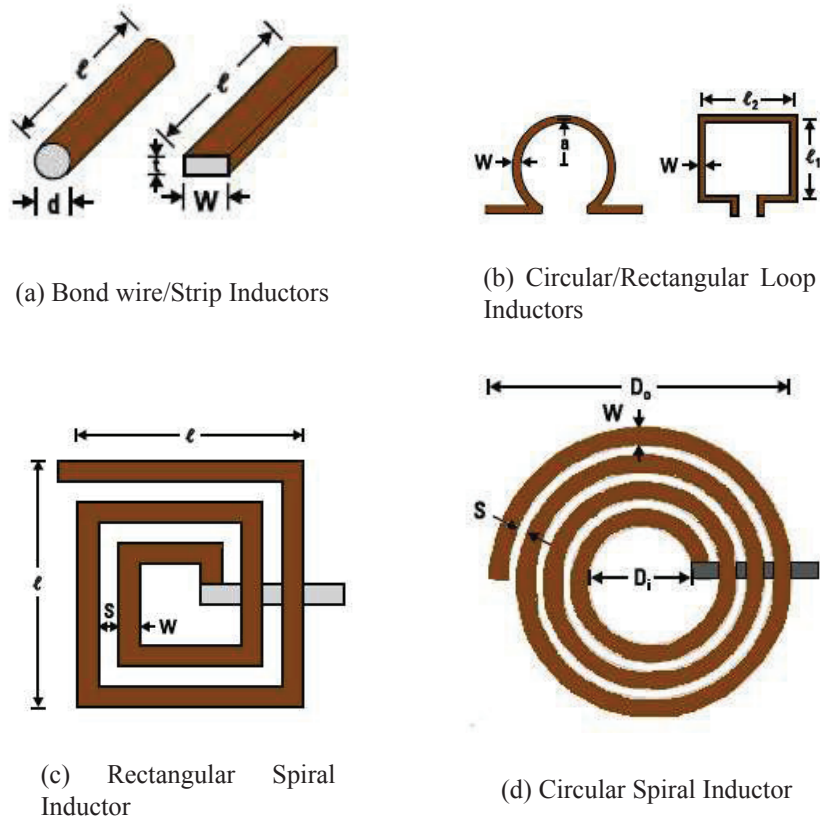 ℓ
ℓ
t
d
W
ℓ₂
W
a
W
ℓ₁
(a) Bond wire/Strip Inductors
(b) Circular/Rectangular Loop
Inductors
ℓ
ℓ
S
W
Dₒ
W
S
Dᵢ
(c) Rectangular Spiral
Inductor
(d) Circular Spiral Inductor